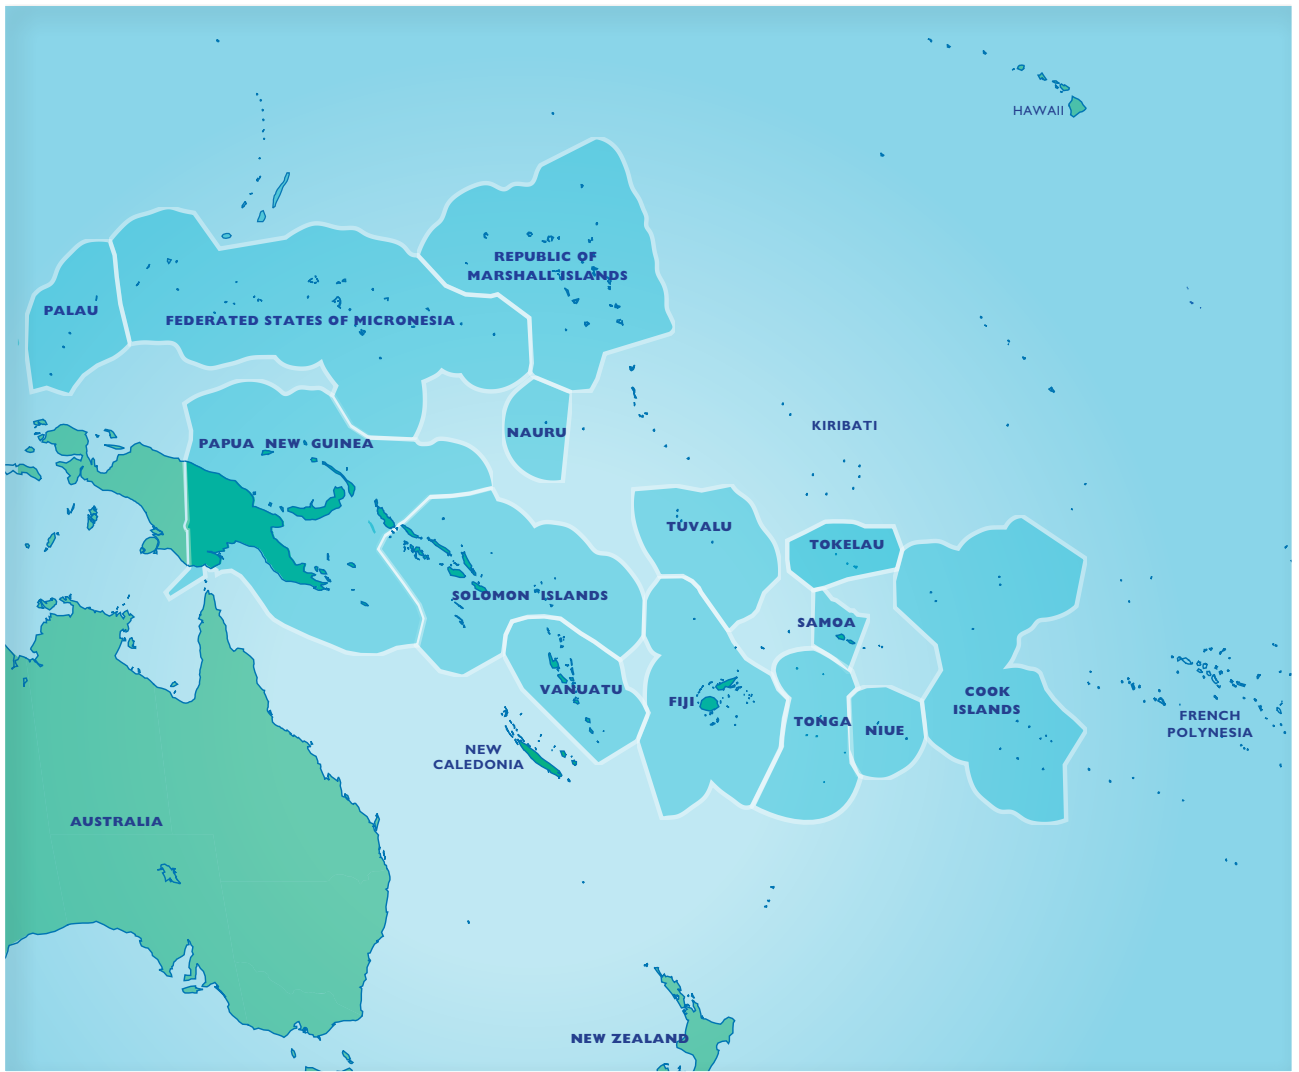 HAWAII
REPUBLIC OF
MARSHALL ISLANDS
PALAU
FEDERATED STATES OF MICRONESIA
KIRIBATI
NAURU
PAPUA NEW GUINEA
TUVALU
TOKELAU
SOLOMON ISLANDS
SAMOA
VANUATU
FIJI
COOK
ISLANDS
TONGA
NIUE
FRENCH
POLYNESIA
NEW
CALEDONIA
AUSTRALIA
NEW ZEALAND